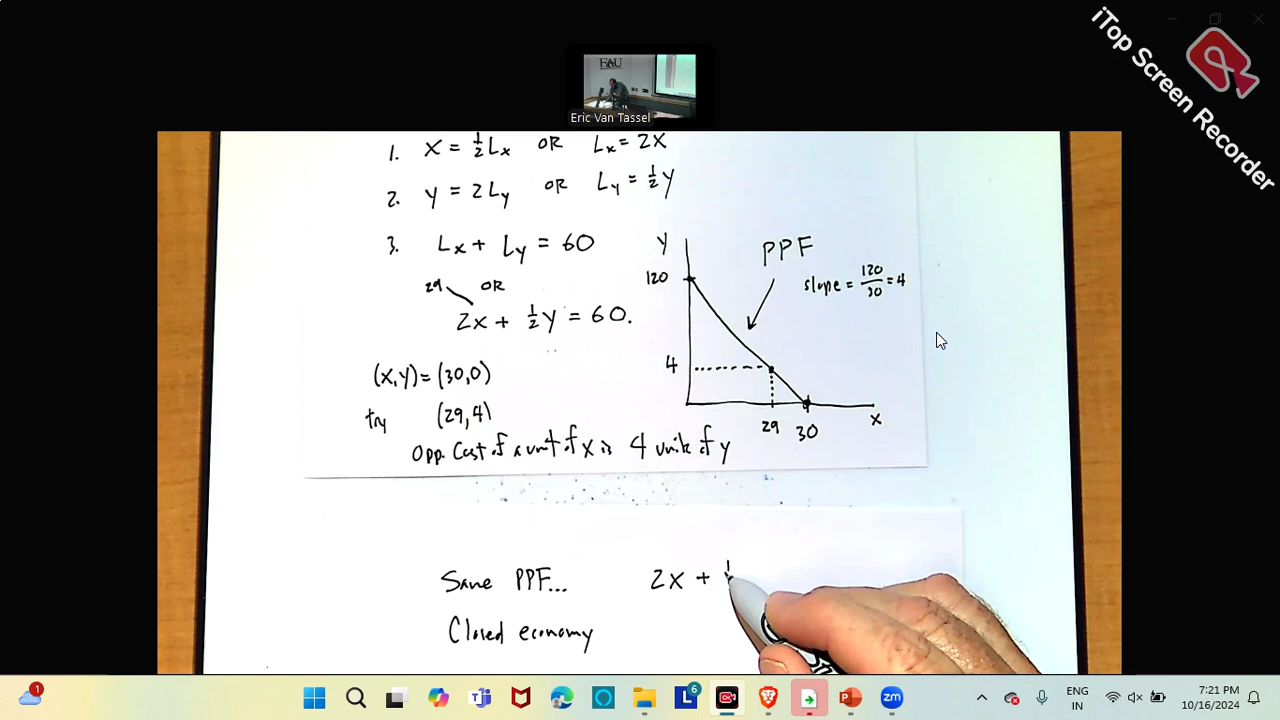 iTop Screen Recorder
FAU
Eric Van Tassel
1. X = ½Lx OR Lx = 2X
2. y = 2Ly OR Ly = ½y
3. Lx + Ly = 60
29 OR
2x + ½y = 60.
(X,Y) = (30,0)
try (29,4)
Opp. Cost of a unit of x is 4 units of y
Y
PPF
120
slope = 120/30 = 4
4
29
30
X
Same PPF...
2x +
Closed economy
1
6
ENG
IN
7:21 PM
10/16/2024